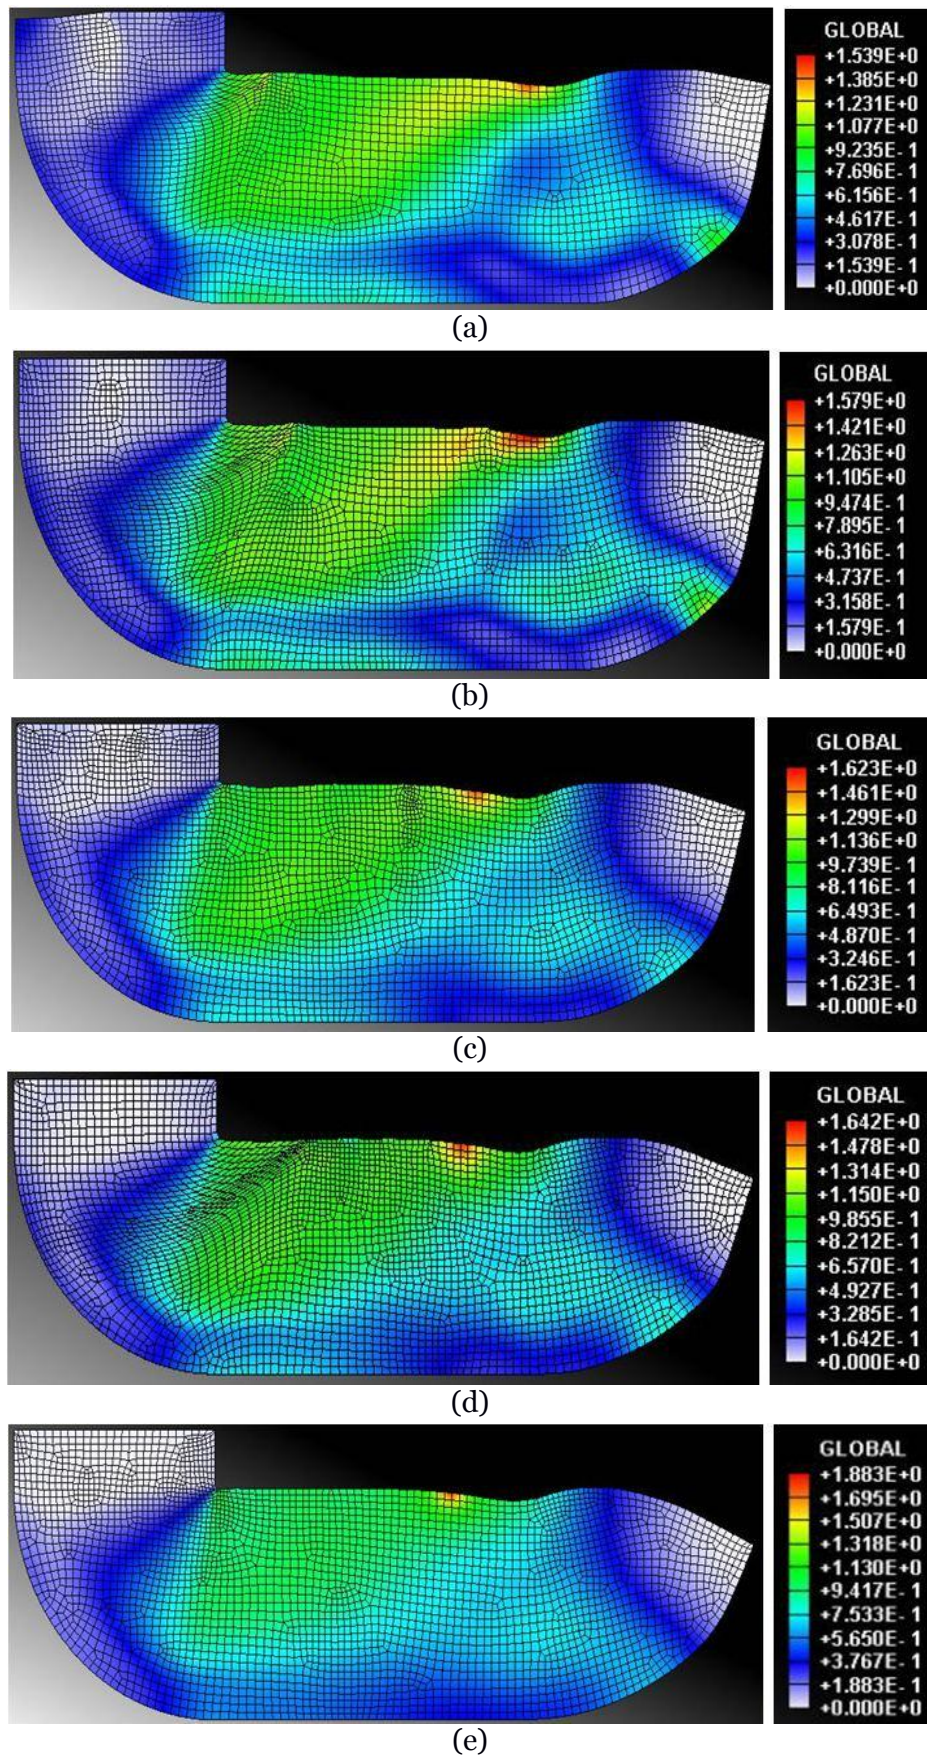 GLOBAL
+1.539E+0
+1.385E+0
+1.231E+0
+1.077E+0
+9.235E- 1
+7.696E- 1
+6.156E- 1
+4.617E- 1
+3.078E- 1
+1.539E- 1
+0.000E+0
(a)
GLOBAL
+1.579E+0
+1.421E+0
+1.263E+0
+1.105E+0
+9.474E- 1
+7.895E- 1
+6.316E- 1
+4.737E- 1
+3.158E- 1
+1.579E- 1
+0.000E+0
(b)
GLOBAL
+1.623E+0
+1.461E+0
+1.299E+0
+1.136E+0
+9.739E- 1
+8.116E- 1
+6.493E- 1
+4.870E- 1
+3.246E- 1
+1.623E- 1
+0.000E+0
(c)
GLOBAL
+1.642E+0
+1.478E+0
+1.314E+0
+1.150E+0
+9.855E- 1
+8.212E- 1
+6.570E- 1
+4.927E- 1
+3.285E- 1
+1.642E- 1
+0.000E+0
(d)
GLOBAL
+1.883E+0
+1.695E+0
+1.507E+0
+1.318E+0
+1.130E+0
+9.417E- 1
+7.533E- 1
+5.650E- 1
+3.767E- 1
+1.883E- 1
+0.000E+0
(e)